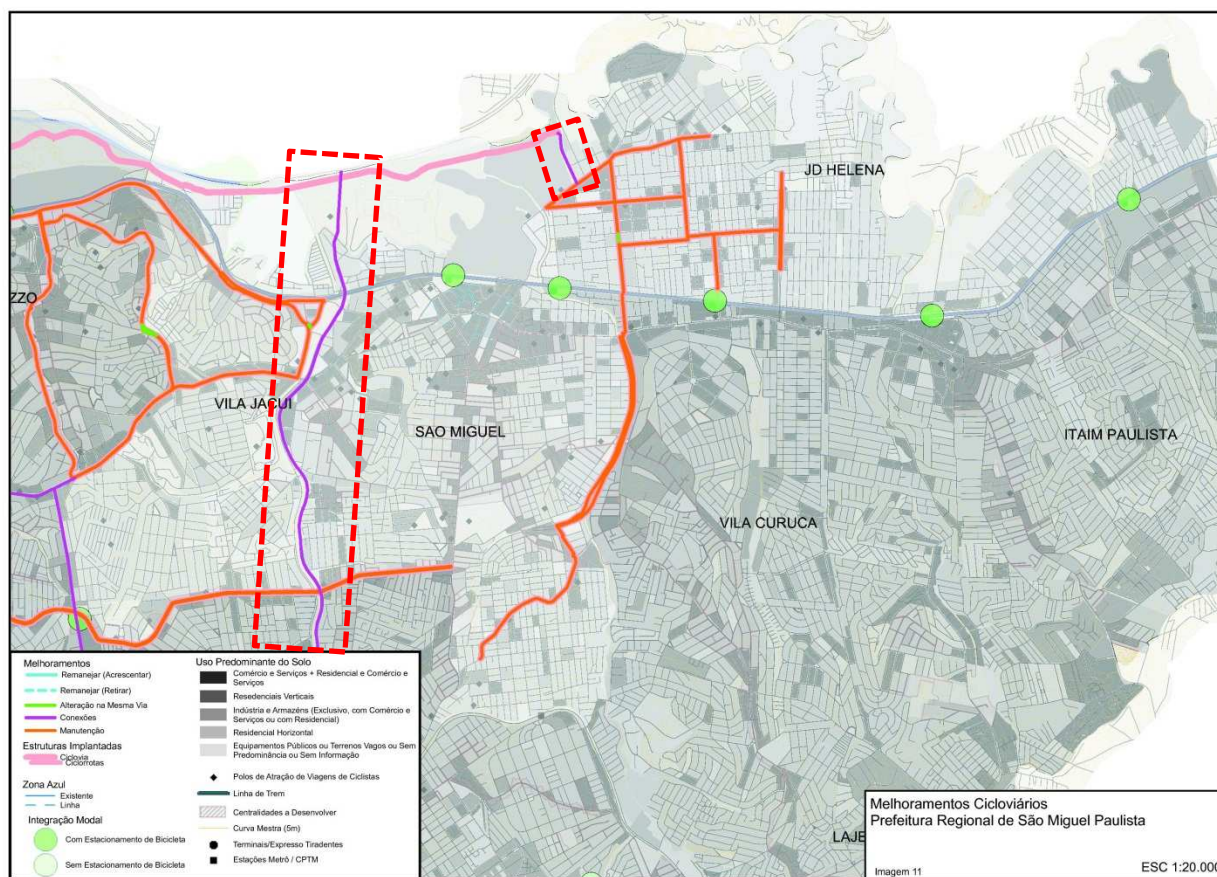 JD HELENA
ZZO
VILA JACUI
SAO MIGUEL
ITAIM PAULISTA
VILA CURUCA
LAJE
Melhoramentos
Remanejar (Acrescentar)
Remanejar (Retirar)
Alteração na Mesma Via
Conexões
Manutenção
Estruturas Implantadas
Ciclovia
Ciclorrotas
Zona Azul
Existente
Linha
Integração Modal
Com Estacionamento de Bicicleta
Sem Estacionamento de Bicicleta
Uso Predominante do Solo
Comércio e Serviços + Residencial e Comércio e
Serviços
Resedenciais Verticais
Indústria e Armazéns (Exclusivo, com Comércio e
Serviços ou com Residencial)
Residencial Horizontal
Equipamentos Públicos ou Terrenos Vagos ou Sem
Predominância ou Sem Informação
Polos de Atração de Viagens de Ciclistas
Linha de Trem
Centralidades a Desenvolver
Curva Mestra (5m)
Terminais/Expresso Tiradentes
Estações Metrô / CPTM
Melhoramentos Cicloviários
Prefeitura Regional de São Miguel Paulista
Imagem 11
ESC 1:20.000